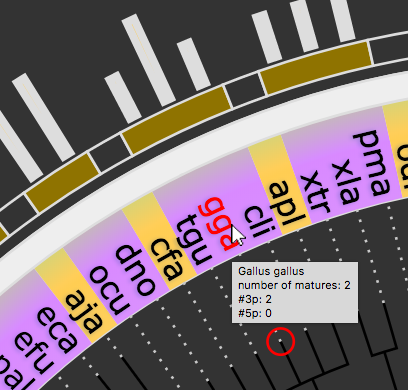 eca
efu
aja
ocu
dno
cfa
tgu
gga
cli
apl
xtr
xla
pma
Gallus gallus
number of matures: 2
#3p: 2
#5p: 0